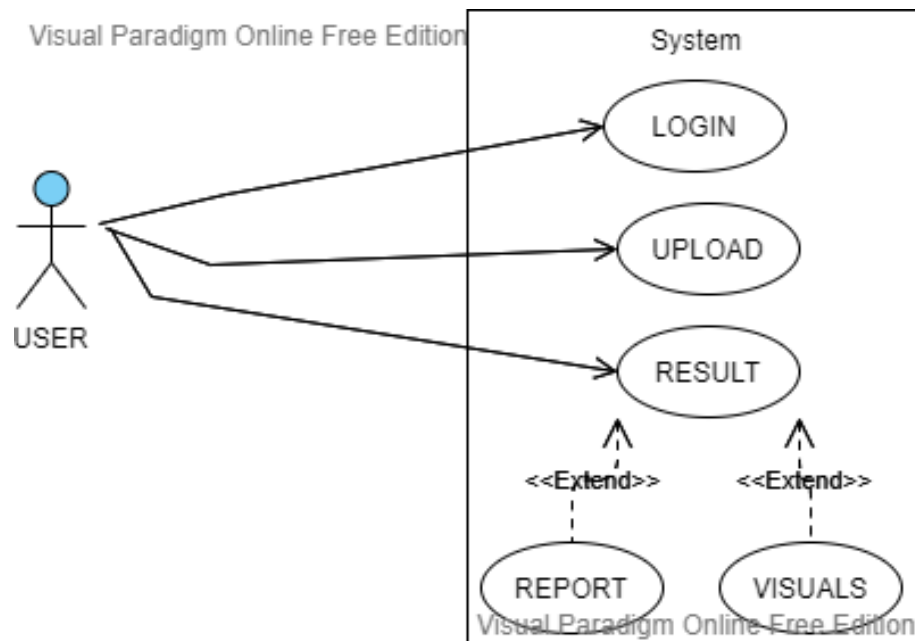 Visual Paradigm Online Free Edition
System
LOGIN
USER
UPLOAD
RESULT
<<Extend>>
<<Extend>>
REPORT
VISUALS
Visual Paradigm Online Free Edition